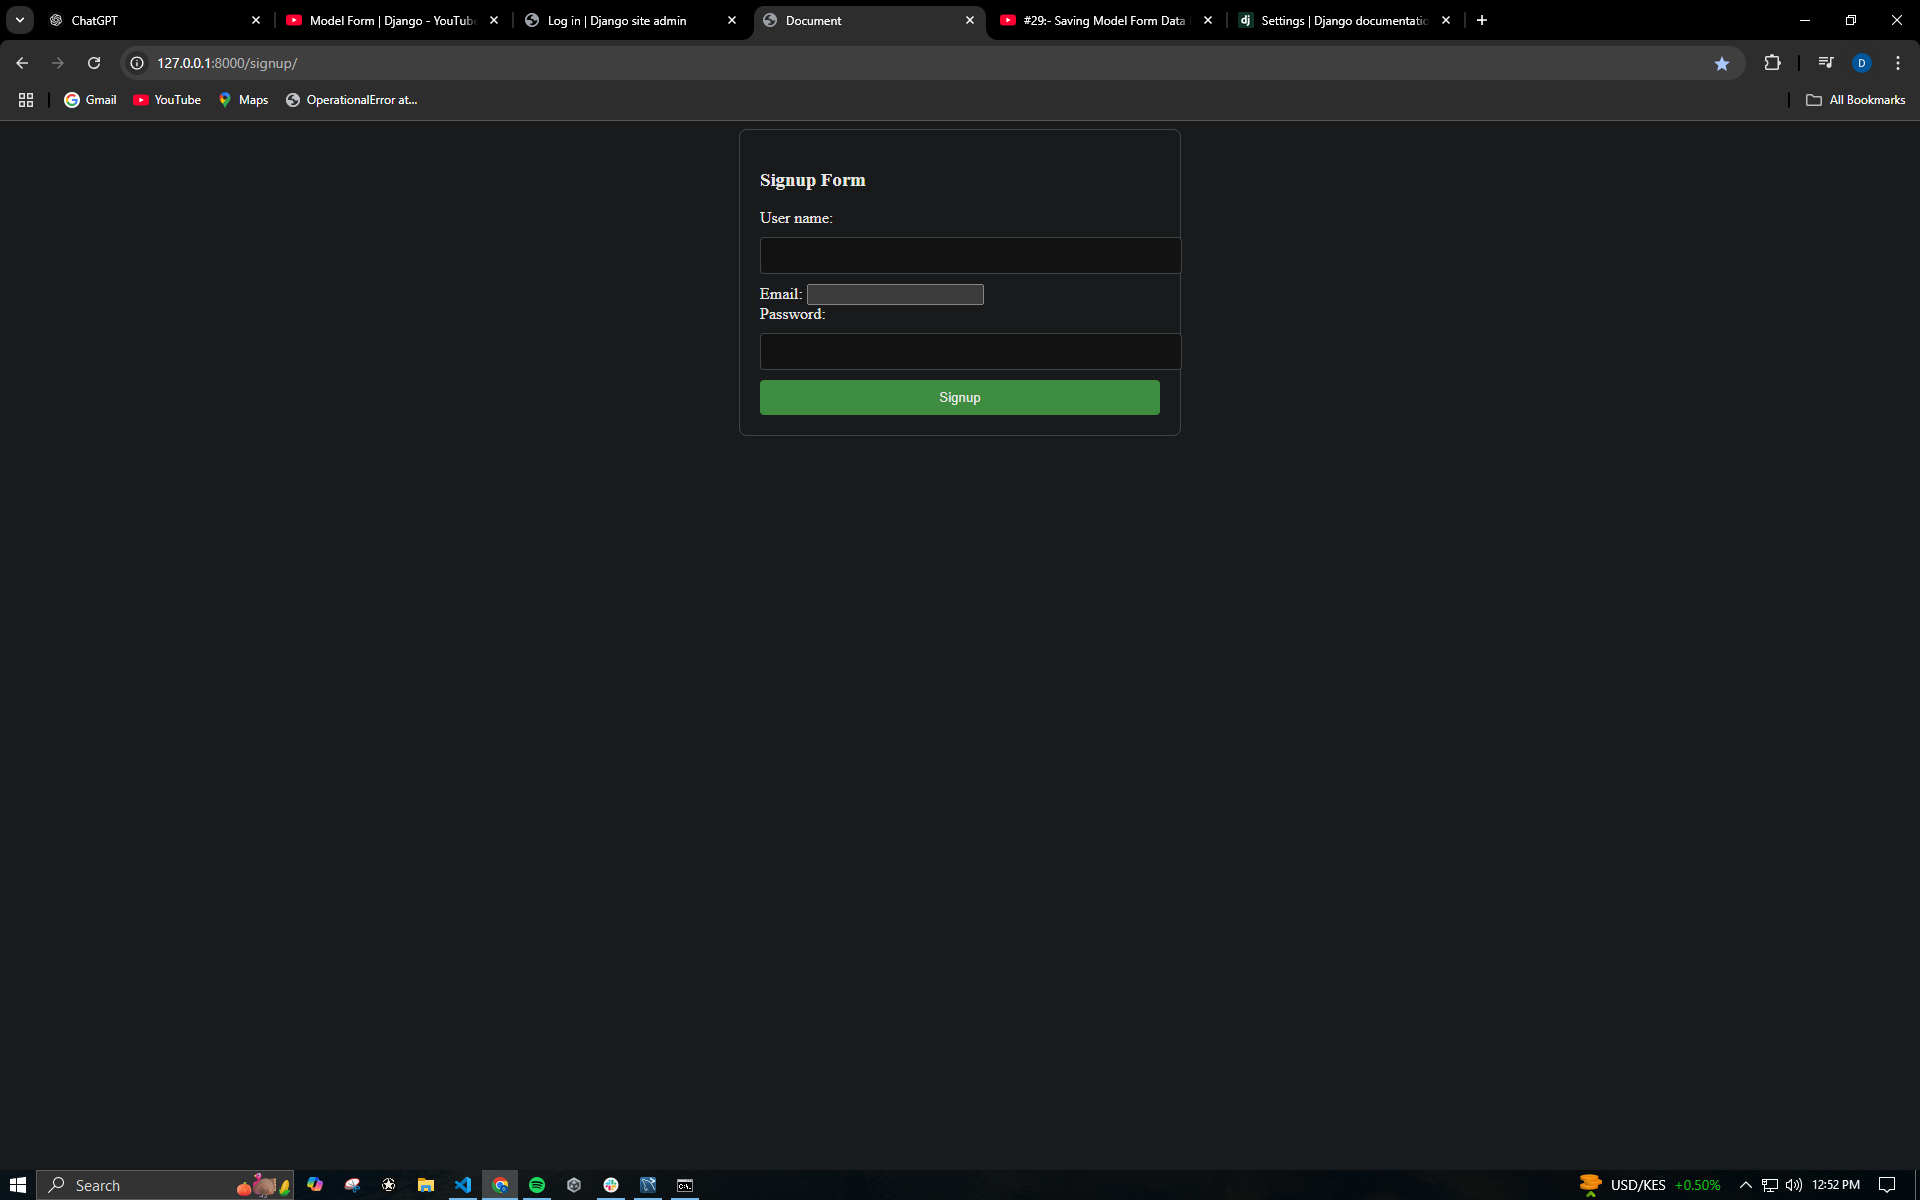 ChatGPT
Model Form | Django - YouTube
Log in | Django site admin
Document
#29:- Saving Model Form Data
Settings | Django documentatio
127.0.0.1:8000/signup/
D
Gmail
YouTube
Maps
OperationalError at...
All Bookmarks
Signup Form
User name:
Email:
Password:
Signup
Search
USD/KES +0.50%
12:52 PM